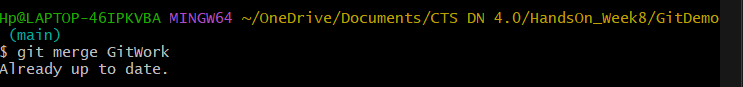 Hp@LAPTOP-46IPKVBA MINGW64 ~/OneDrive/Documents/CTS DN 4.0/HandsOn_Week8/GitDemo
(main)
$ git merge GitWork
Already up to date.